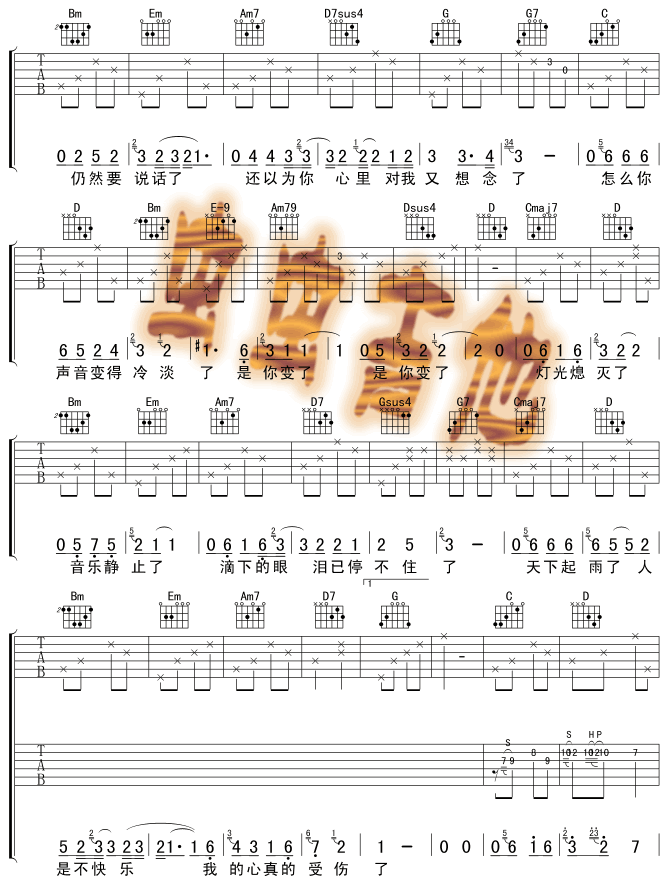 Bm Em Am7 D7sus4 G G7 C
T A B 3 0
0 2 5 2 3 2 3 2 1· 0 4 4 3 3 3 2 2 2 1 2 3 3· 4 3 － 0 6 6 6
仍然要 说话了 还以为你 心里 对我 又 想 念 了 怎么你
D Bm E-9 Am79 Dsus4 D Cmaj7 D
T A B 3 -
6 5 2 4 3 2 #1· 6 3 1 1 1 0 5 3 2 2 2 0 0 6 1 6 3 2 2
声音变得 冷 淡 了 是 你变了 是 你变了 灯光熄 灭了
Bm Em Am7 D7 Gsus4 G7 Cmaj7 D
T A B
0 5 7 5 2 1 1 0 6 1 6 3 3 2 2 1 2 5 3 － 0 6 6 6 6 5 5 2
音乐静 止了 滴下的眼 泪已停 不 住 了 天下起 雨了 人
1
Bm Em Am7 D7 G C D
T A B -
S S H P
T A B 7 9 8 9 10 12 10 12 10 7
5 2 3 3 2 3 2 1· 1 6 4 3 1 6 7 2 1 － 0 0 0 6 1 6 3 2 7
是不快 乐 我 的心真的 受伤 了